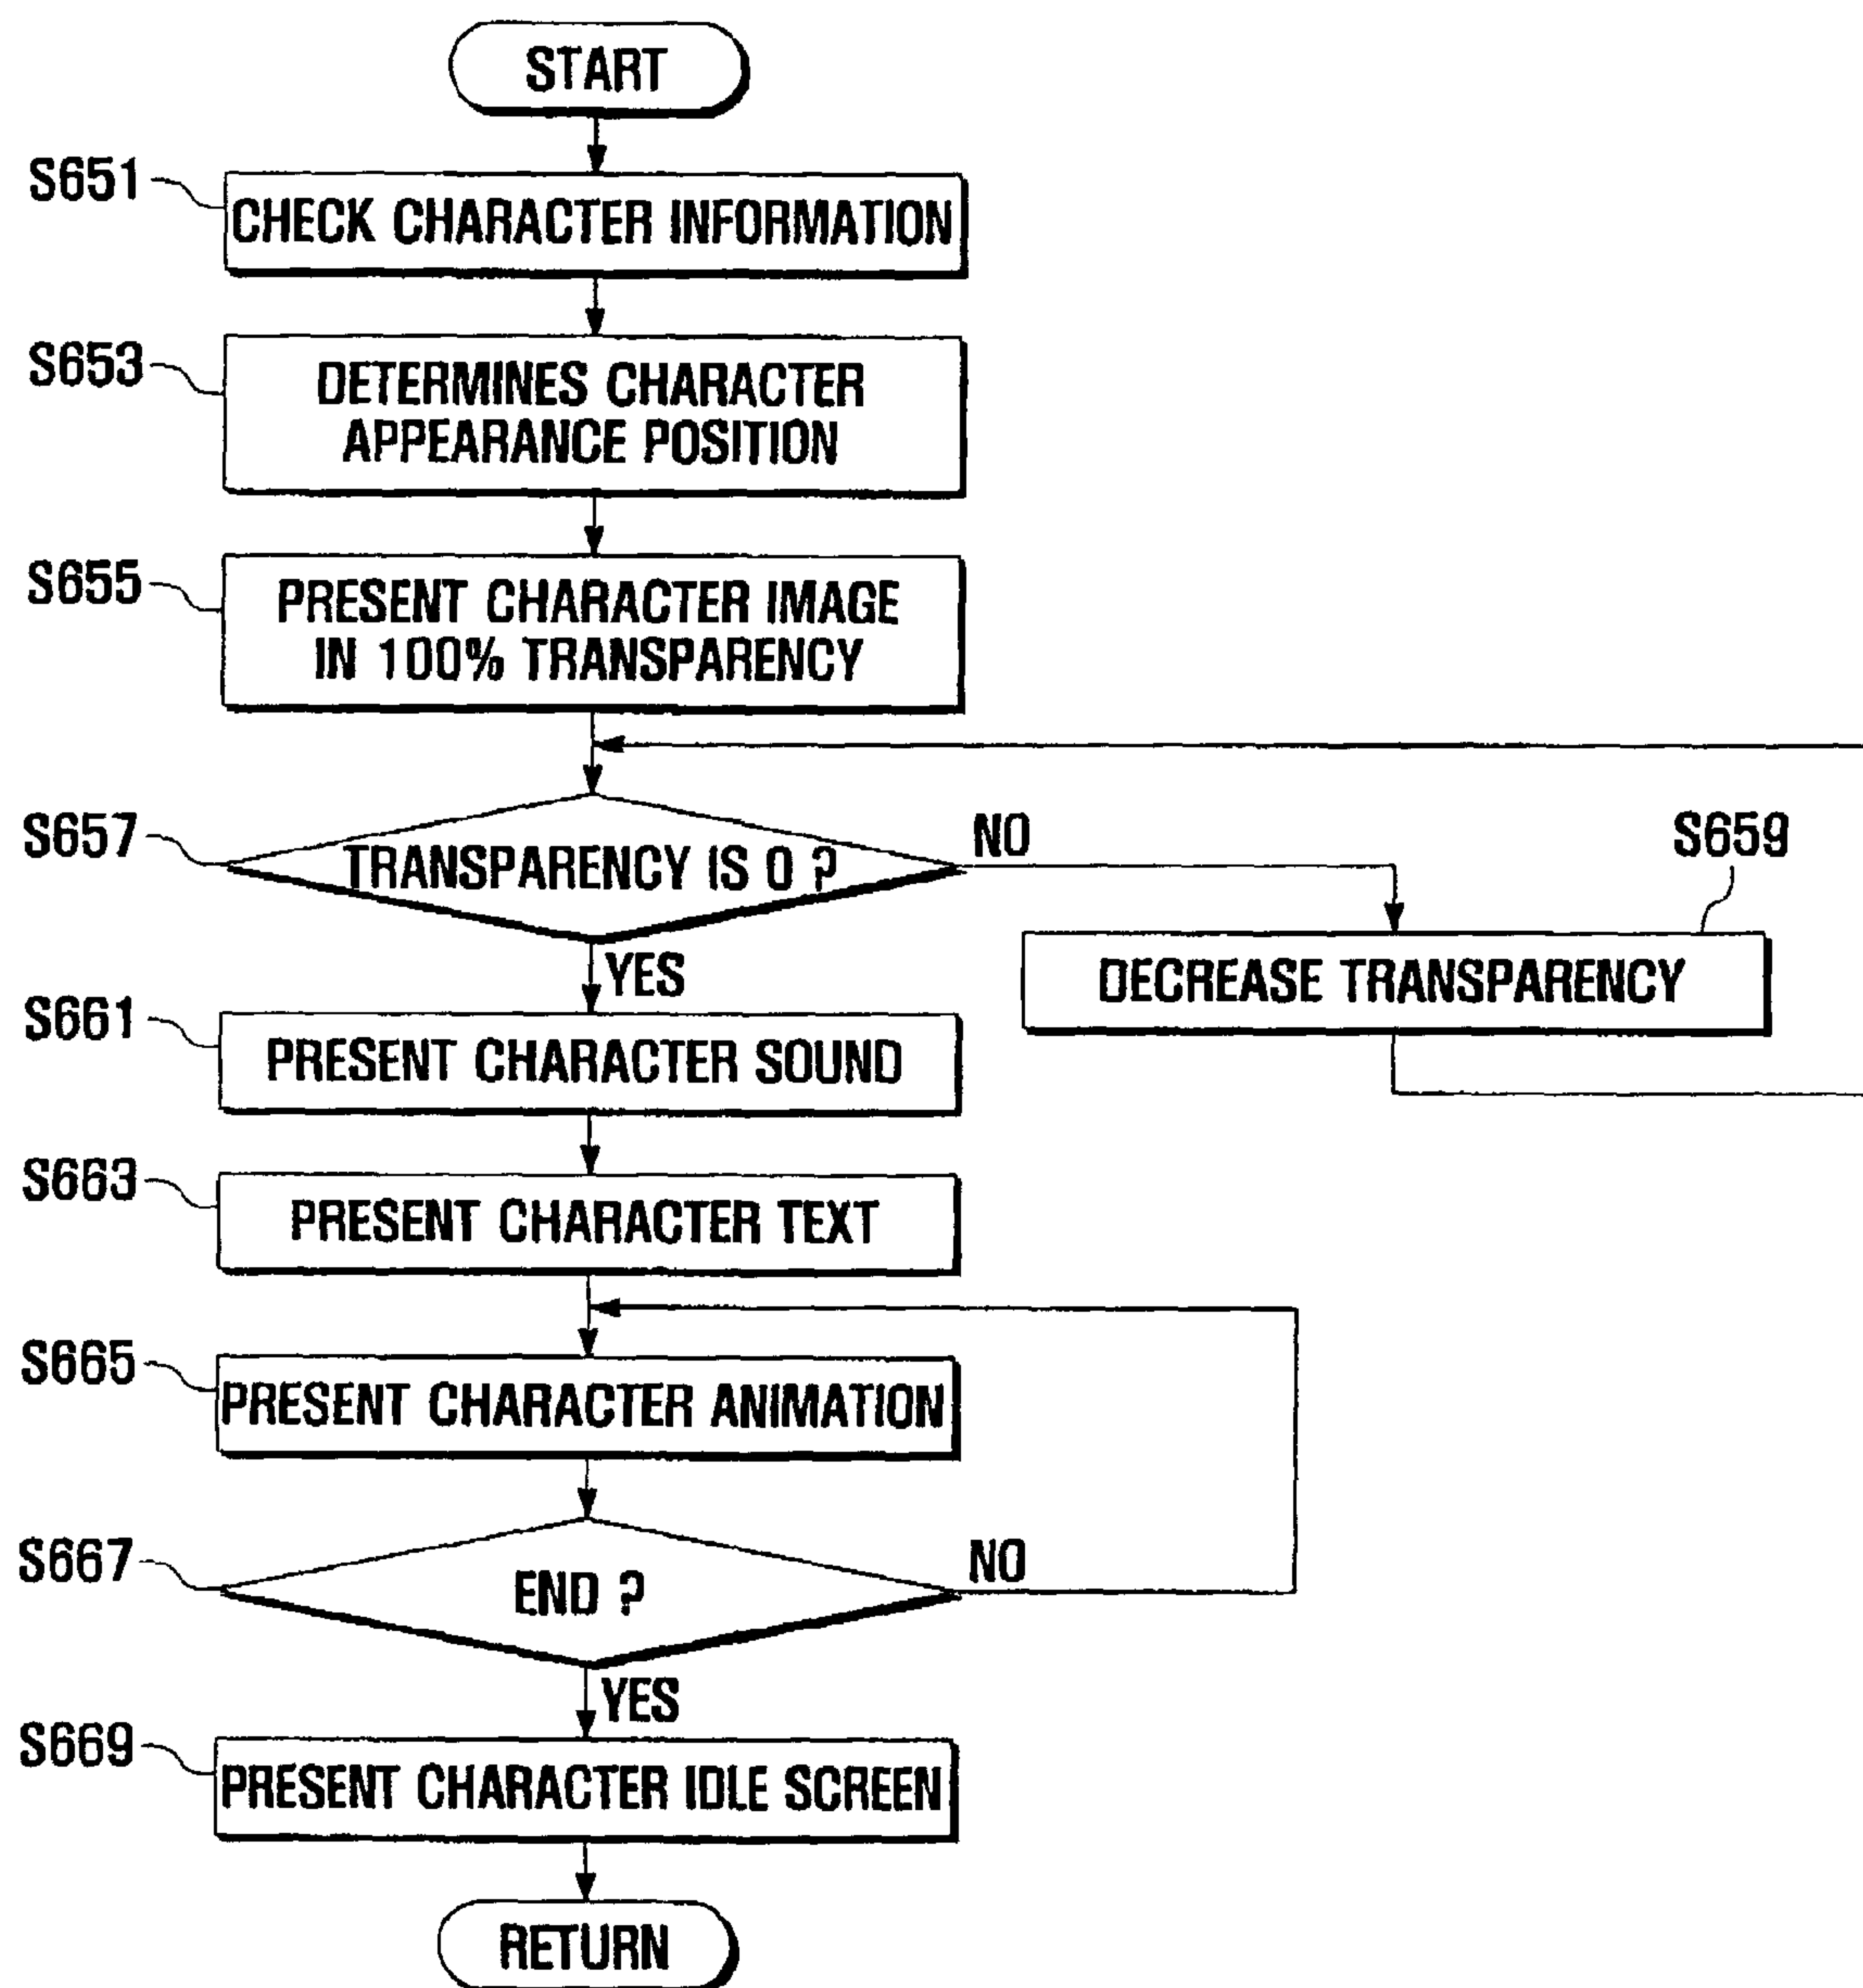 START
S651
CHECK CHARACTER INFORMATION
S653
DETERMINES CHARACTER
APPEARANCE POSITION
S655
PRESENT CHARACTER IMAGE
IN 100% TRANSPARENCY
S657
TRANSPARENCY IS 0 ?
NO
S659
DECREASE TRANSPARENCY
YES
S661
PRESENT CHARACTER SOUND
S663
PRESENT CHARACTER TEXT
S665
PRESENT CHARACTER ANIMATION
S667
END ?
NO
YES
S669
PRESENT CHARACTER IDLE SCREEN
RETURN